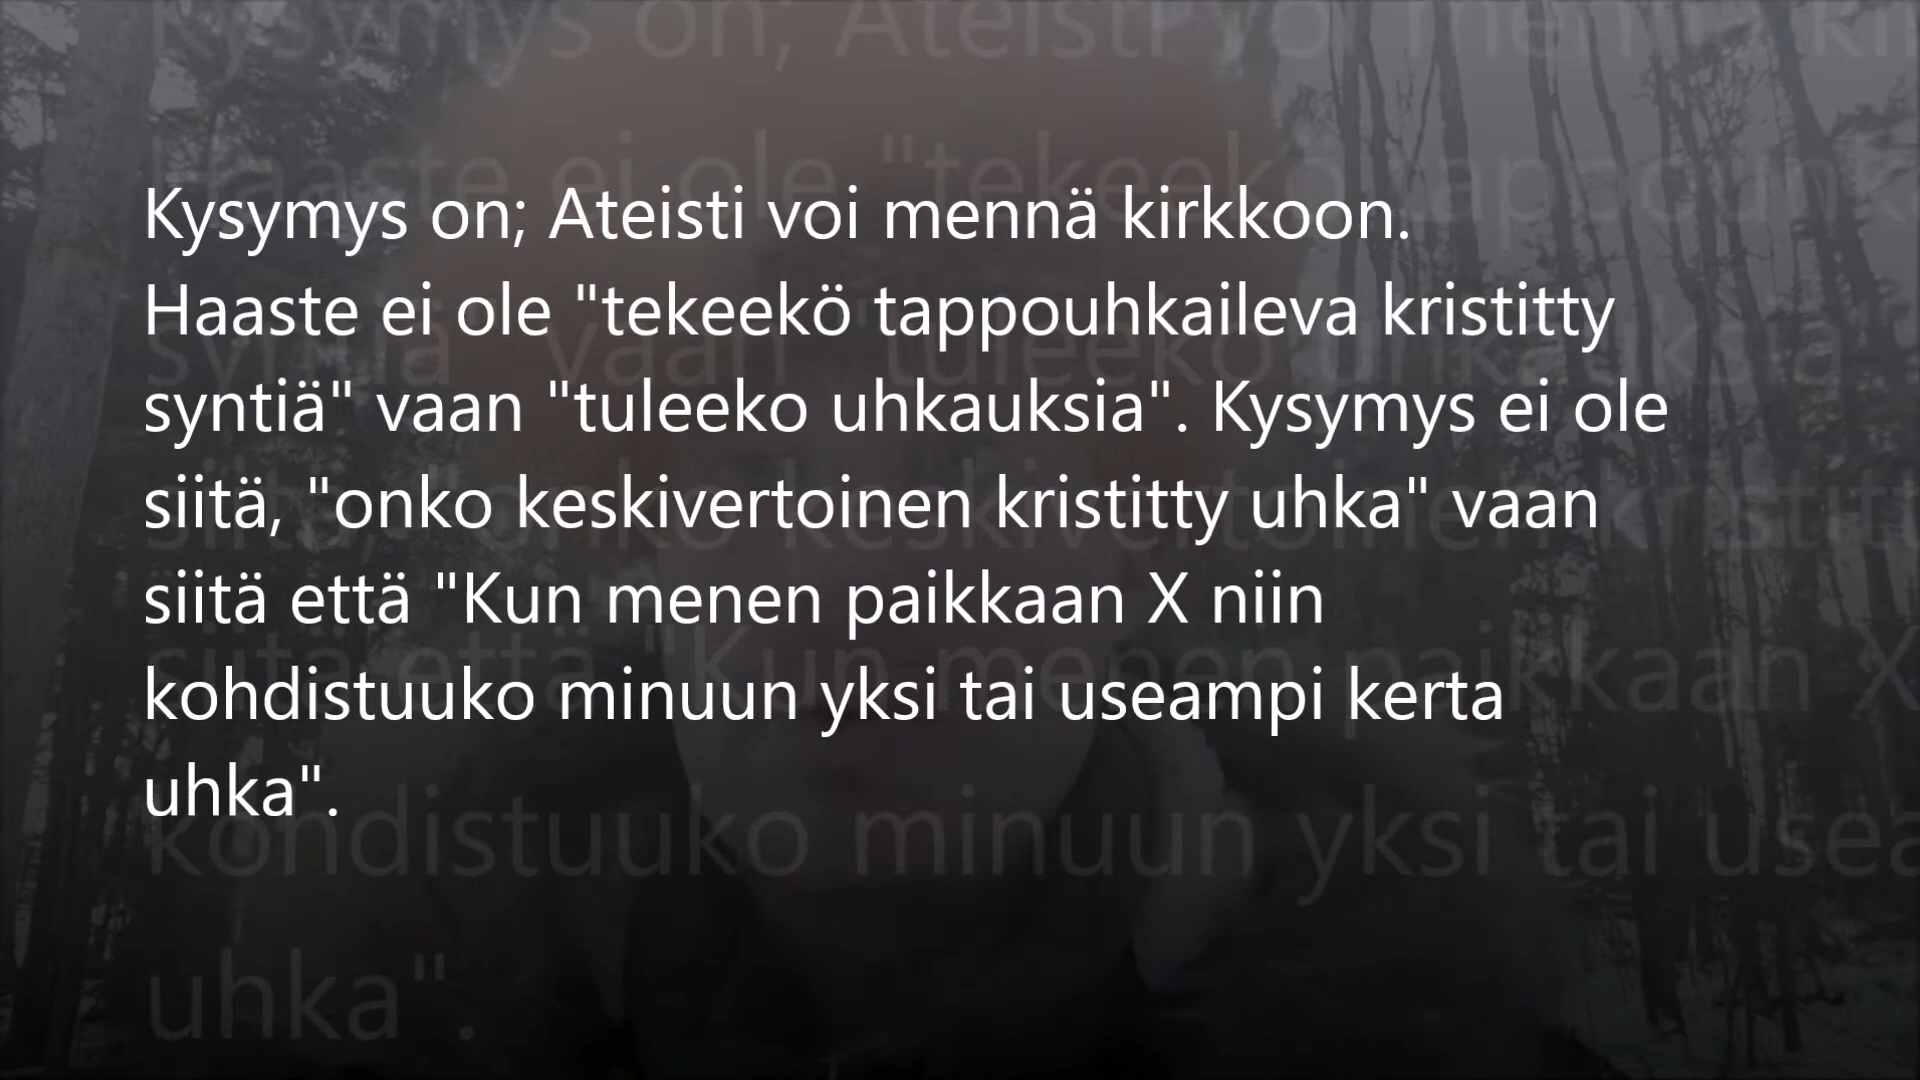 Kysymys on; Ateisti voi mennä kirkkoon.
Haaste ei ole "tekeekö tappouhkaileva kristitty
syntiä" vaan "tuleeko uhkauksia". Kysymys ei ole
siitä, "onko keskivertoinen kristitty uhka" vaan
siitä että "Kun menen paikkaan X niin
kohdistuuko minuun yksi tai useampi kerta
uhka".